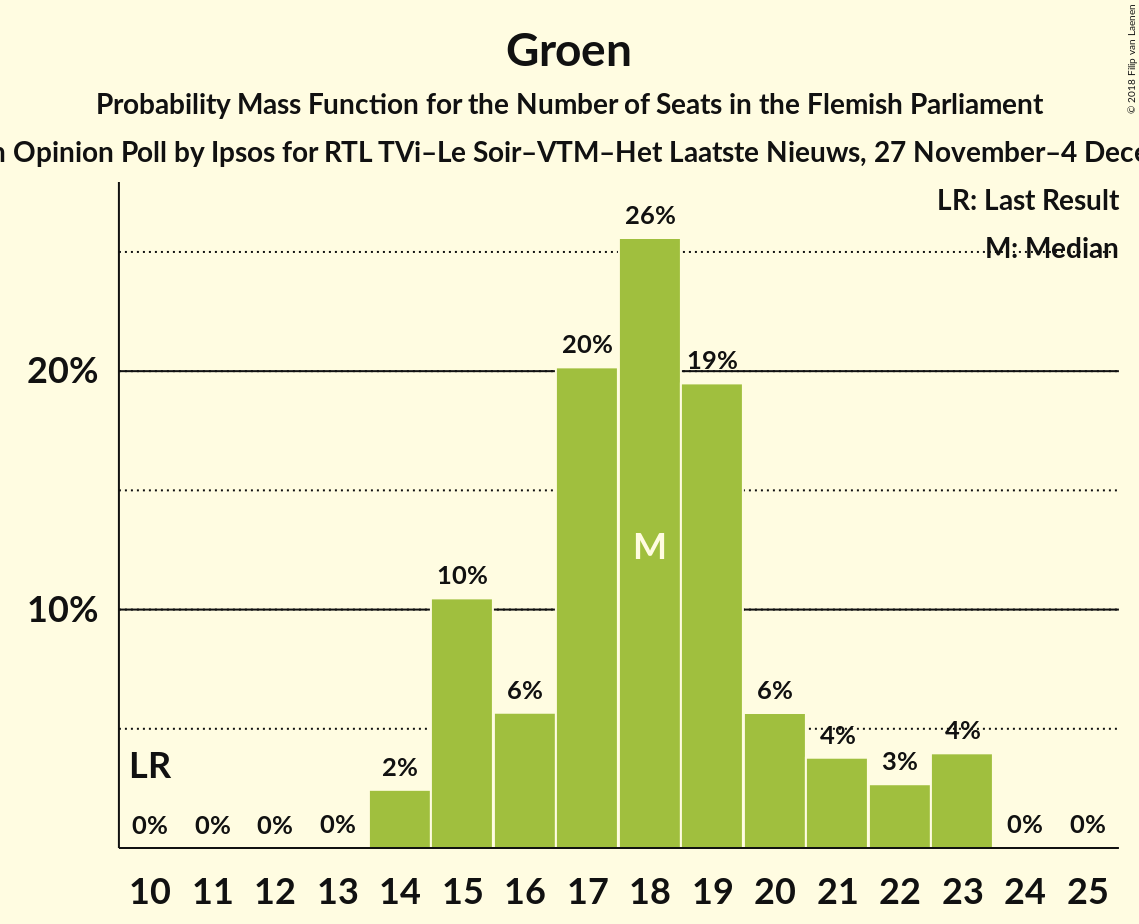 Groen
Probability Mass Function for the Number of Seats in the Flemish Parliament
Opinion Poll by Ipsos for RTL TVi–Le Soir–VTM–Het Laatste Nieuws, 27 November–4
© 2018 Filip van Laenen
LR: Last Result
M: Median
26%
20%
19%
20%
M
10%
10%
6%
6%
4%
4%
3%
2%
LR
0% 0% 0% 0% 0% 0%
10 11 12 13 14 15 16 17 18 19 20 21 22 23 24 25